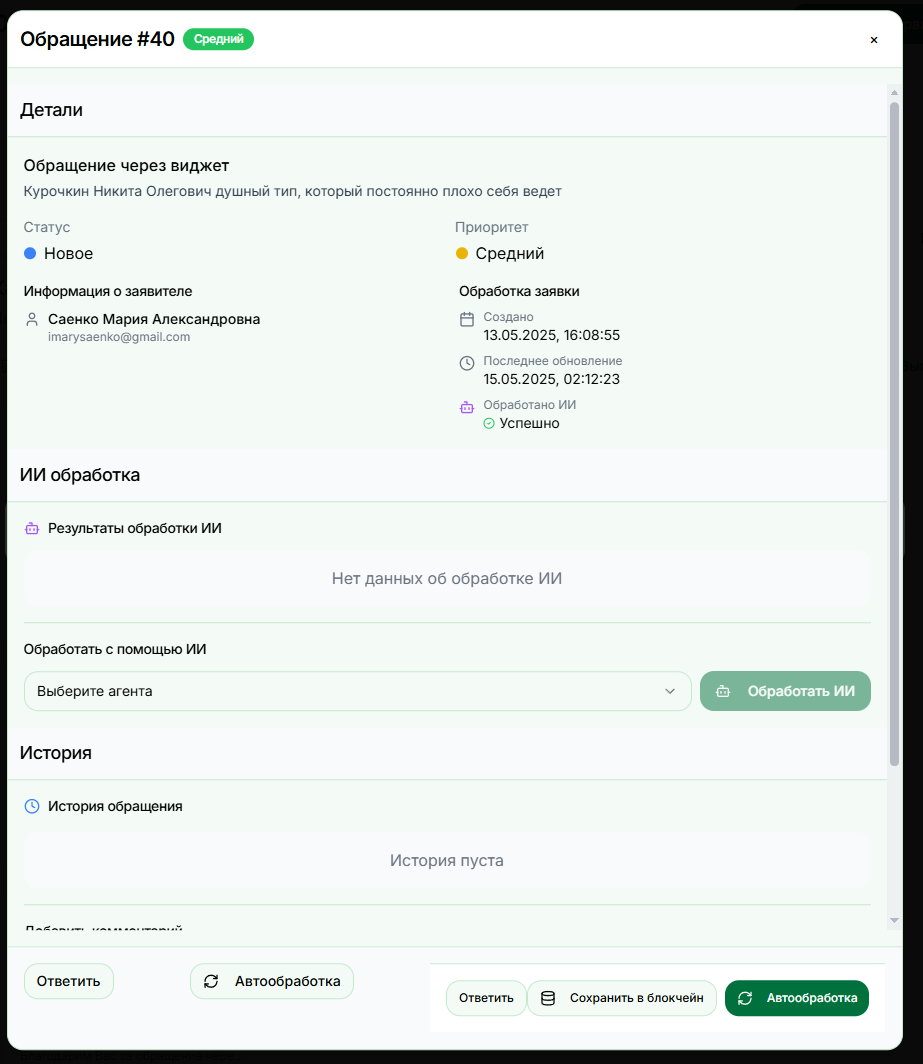 Обращение #40 Средний ×
Детали
Обращение через виджет
Курочкин Никита Олегович душный тип, который постоянно плохо себя ведет
Статус Приоритет
Новое Средний
Информация о заявителе Обработка заявки
Саенко Мария Александровна Создано
imarysaenko@gmail.com 13.05.2025, 16:08:55
Последнее обновление
15.05.2025, 02:12:23
Обработано ИИ
Успешно
ИИ обработка
Результаты обработки ИИ
Нет данных об обработке ИИ
Обработать с помощью ИИ
Выберите агента Обработать ИИ
История
История обращения
История пуста
Добавить комментарий
Ответить Автообработка Ответить Сохранить в блокчейн Автообработка